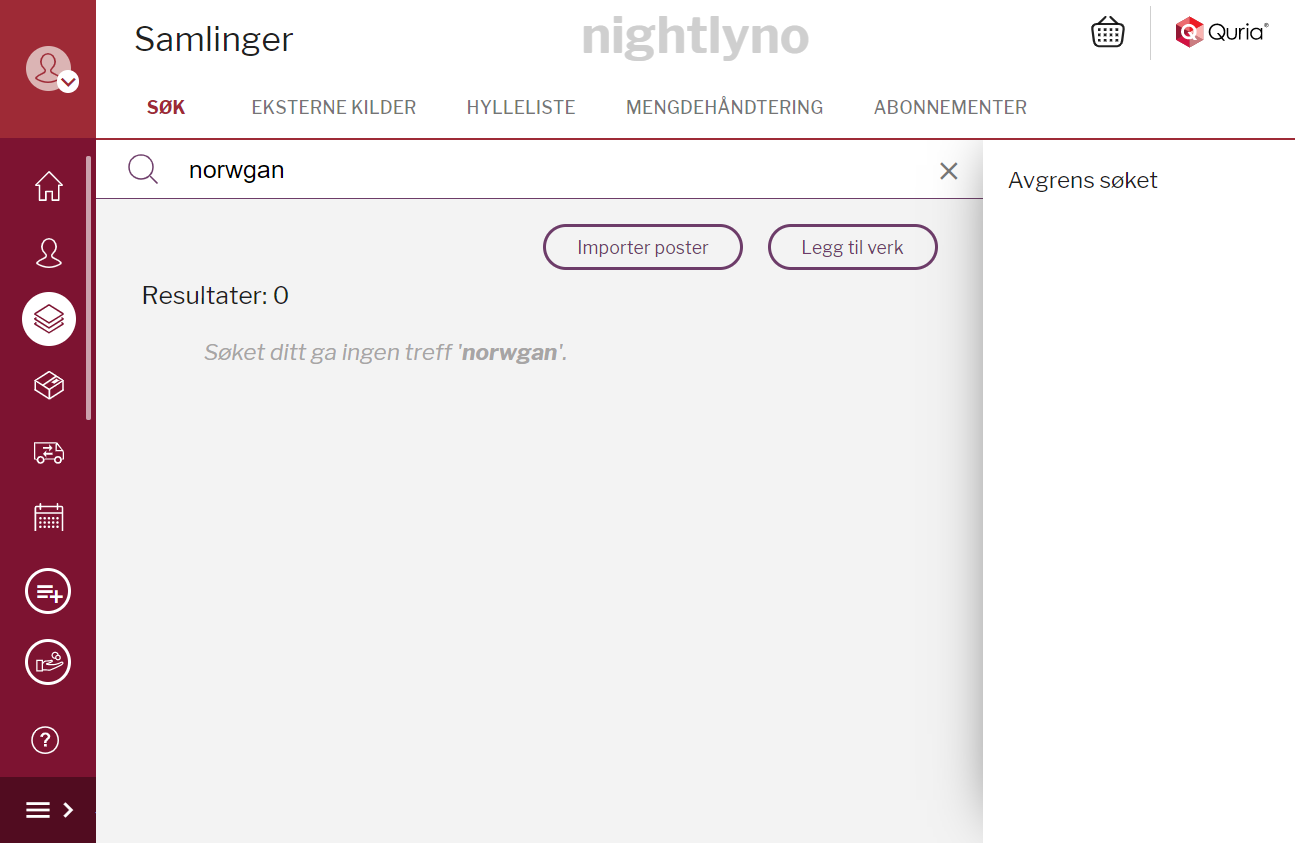 Samlinger
nightlyno
Quria®
SØK
EKSTERNE KILDER
HYLLELISTE
MENGDEHÅNDTERING
ABONNEMENTER
norwgan
Avgrens søket
Importer poster
Legg til verk
Resultater: 0
Søket ditt ga ingen treff 'norwgan'.